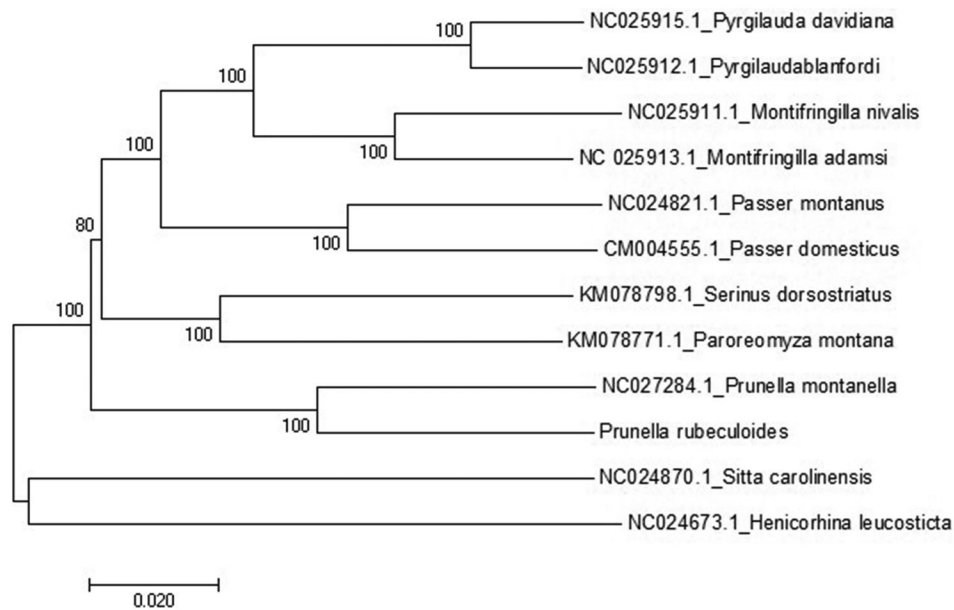 100
NC025915.1_Pyrgilauda davidiana
100
NC025912.1_Pyrgilaudablanfordi
NC025911.1_Montifringilla nivalis
100
100
NC 025913.1_Montifringilla adamsi
NC024821.1_Passer montanus
80
100
CM004555.1_Passer domesticus
KM078798.1_Serinus dorsostriatus
100
100
KM078771.1_Paroreomyza montana
NC027284.1_Prunella montanella
100
Prunella rubeculoides
NC024870.1_Sitta carolinensis
NC024673.1_Henicorhina leucosticta
0.020